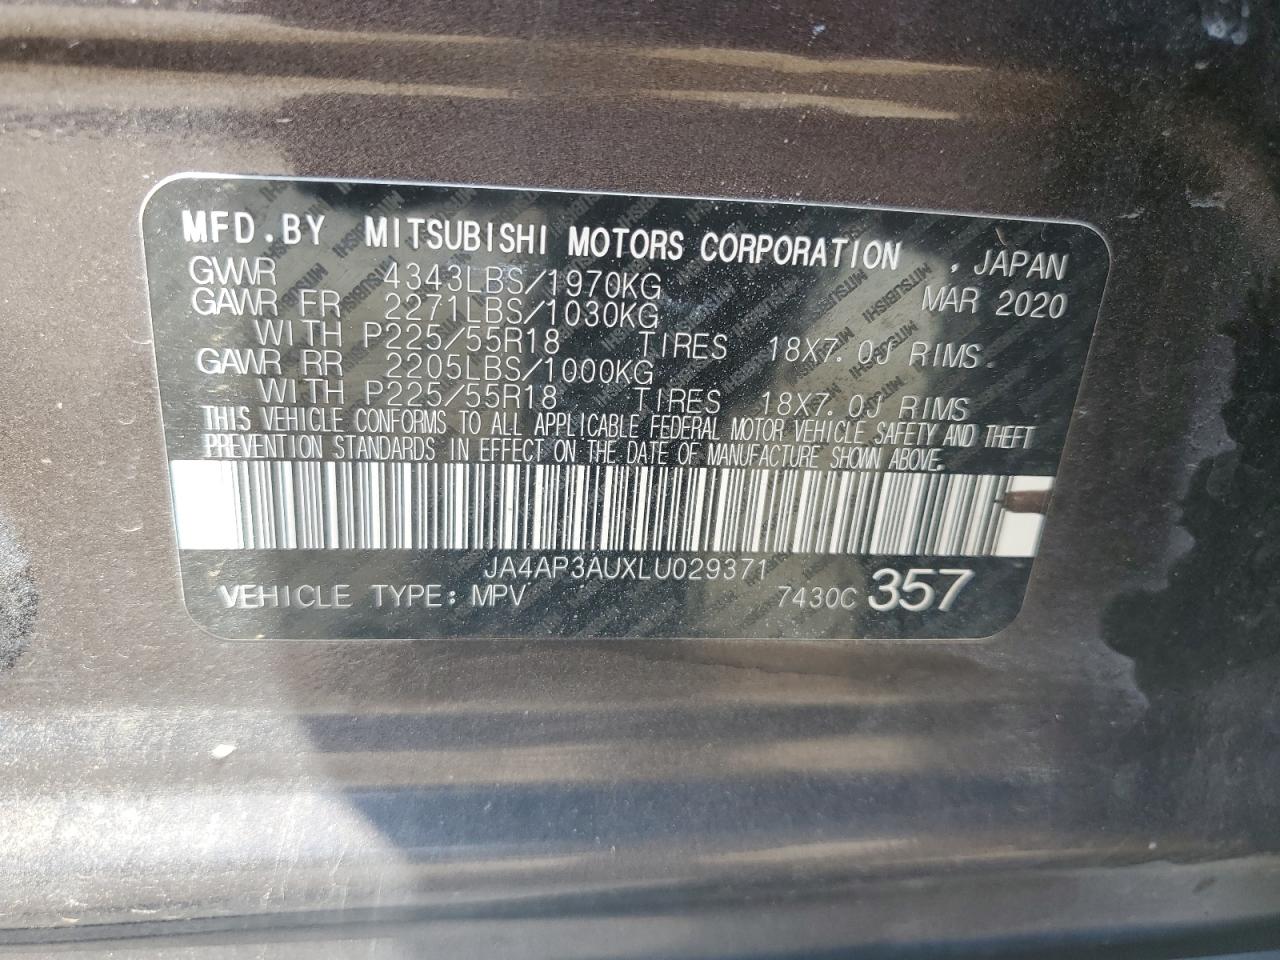 MFD.BY MITSUBISHI MOTORS CORPORATION , JAPAN
GVWR 4343LBS/1970KG MAR 2020
GAWR FR 2271LBS/1030KG
WITH P225/55R18 TIRES 18X7.0J RIMS.
GAWR RR 2205LBS/1000KG
WITH P225/55R18 TIRES 18X7.0J RIMS
THIS VEHICLE CONFORMS TO ALL APPLICABLE FEDERAL MOTOR VEHICLE SAFETY AND THEFT
PREVENTION STANDARDS IN EFFECT ON THE DATE OF MANUFACTURE SHOWN ABOVE.
JA4AP3AUXLU029371
VEHICLE TYPE: MPV 7430C 357